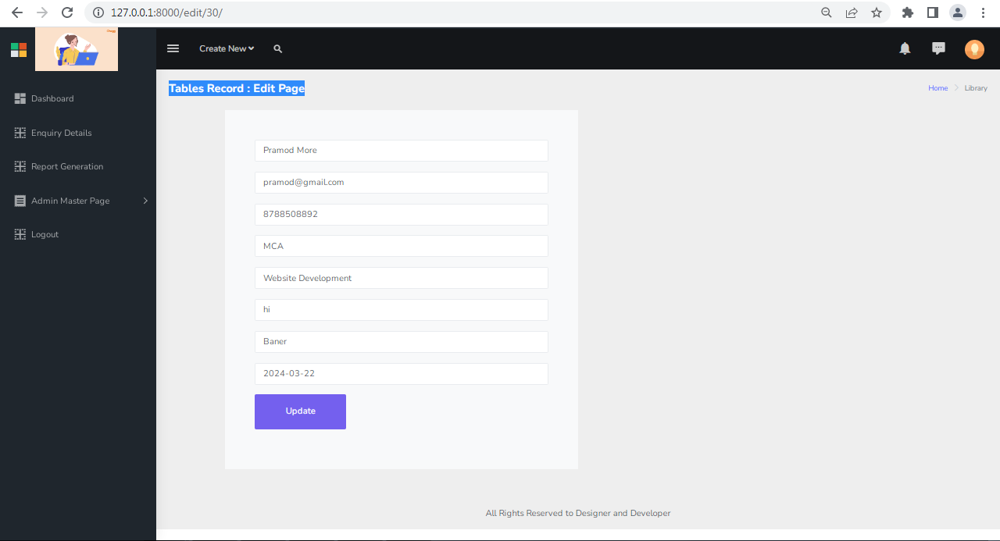 127.0.0.1:8000/edit/30/
Create New
Dashboard
Enquiry Details
Report Generation
Admin Master Page
Logout
Tables Record : Edit Page
Home
Library
Pramod More
pramod@gmail.com
8788508892
MCA
Website Development
hi
Baner
2024-03-22
Update
All Rights Reserved to Designer and Developer